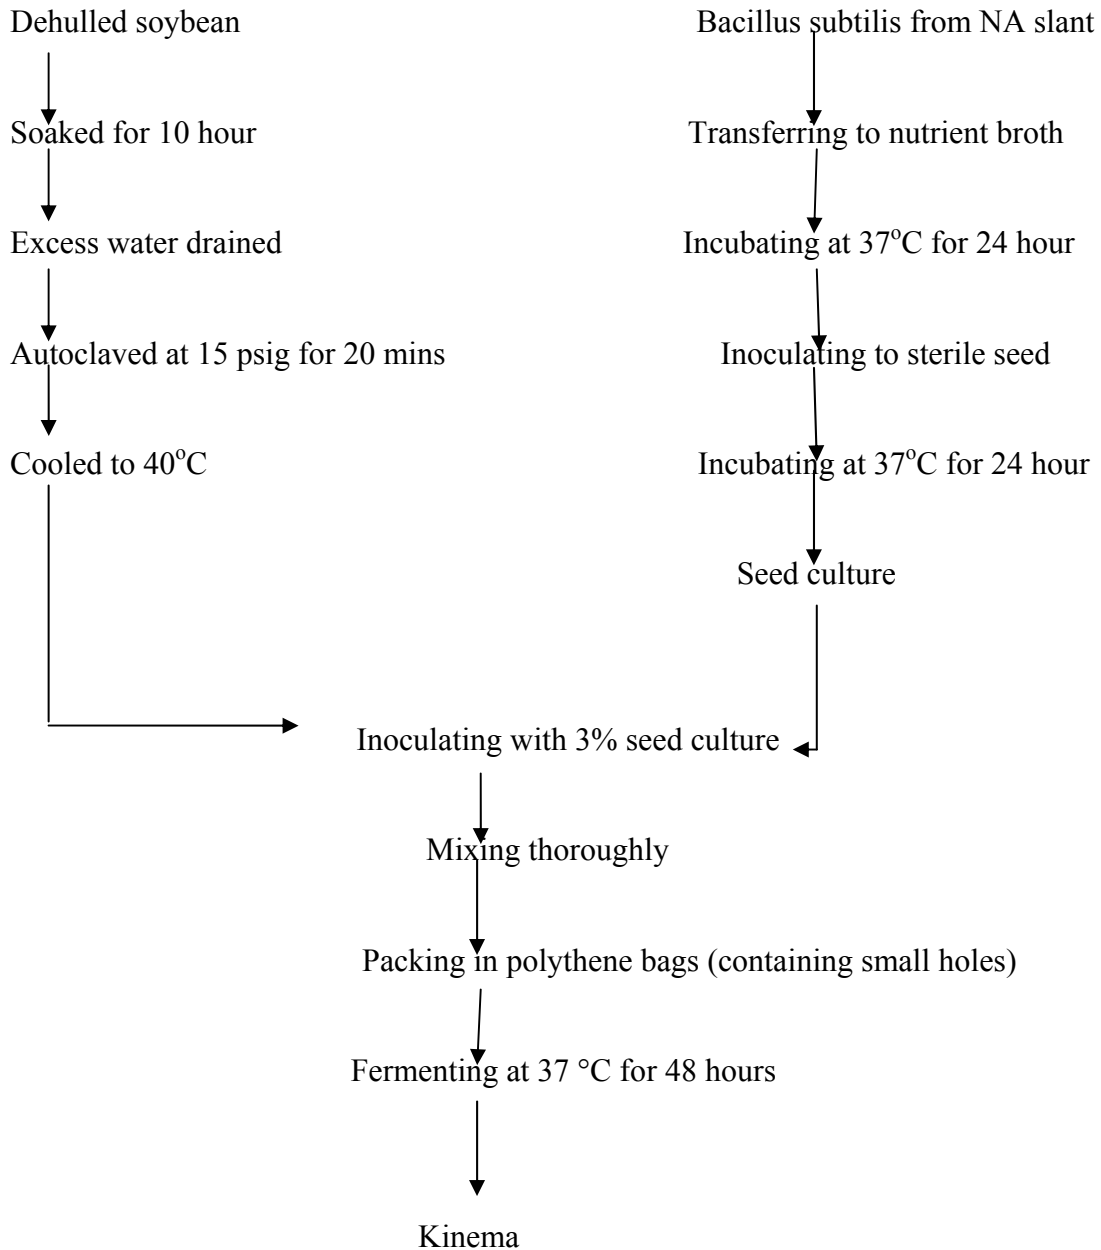 Dehulled soybean
Soaked for 10 hour
Excess water drained
Autoclaved at 15 psig for 20 mins
Cooled to 40°C
Bacillus subtilis from NA slant
Transferring to nutrient broth
Incubating at 37°C for 24 hour
Inoculating to sterile seed
Incubating at 37°C for 24 hour
Seed culture
Inoculating with 3% seed culture
Mixing thoroughly
Packing in polythene bags (containing small holes)
Fermenting at 37 °C for 48 hours
Kinema